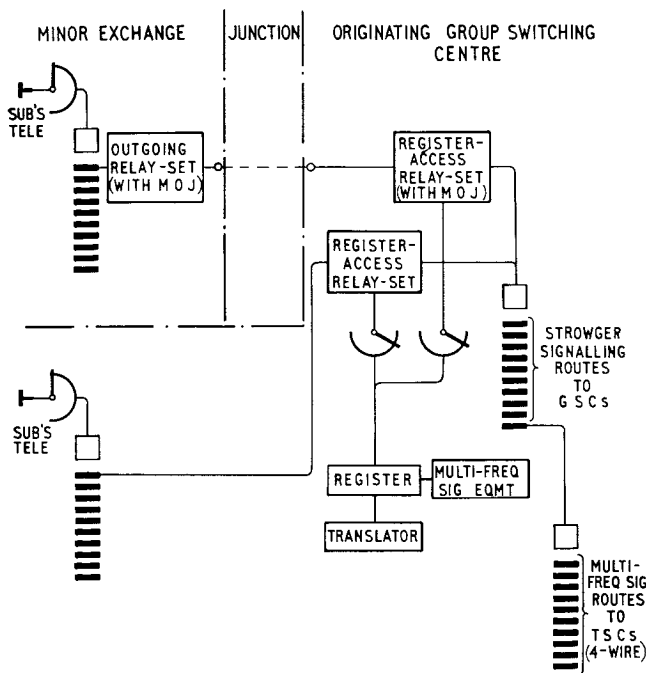 MINOR EXCHANGE
JUNCTION
ORIGINATING GROUP SWITCHING
CENTRE
SUB'S
TELE
OUTGOING
RELAY-SET
(WITH MOJ)
REGISTER-
ACCESS
RELAY-SET
(WITH MOJ)
REGISTER-
ACCESS
RELAY-SET
STROWGER
SIGNALLING
ROUTES
TO
GSCs
SUB'S
TELE
REGISTER
MULTI-FREQ
SIG EQMT
TRANSLATOR
MULTI-
FREQ SIG
ROUTES
TO
TSCs
(4-WIRE)